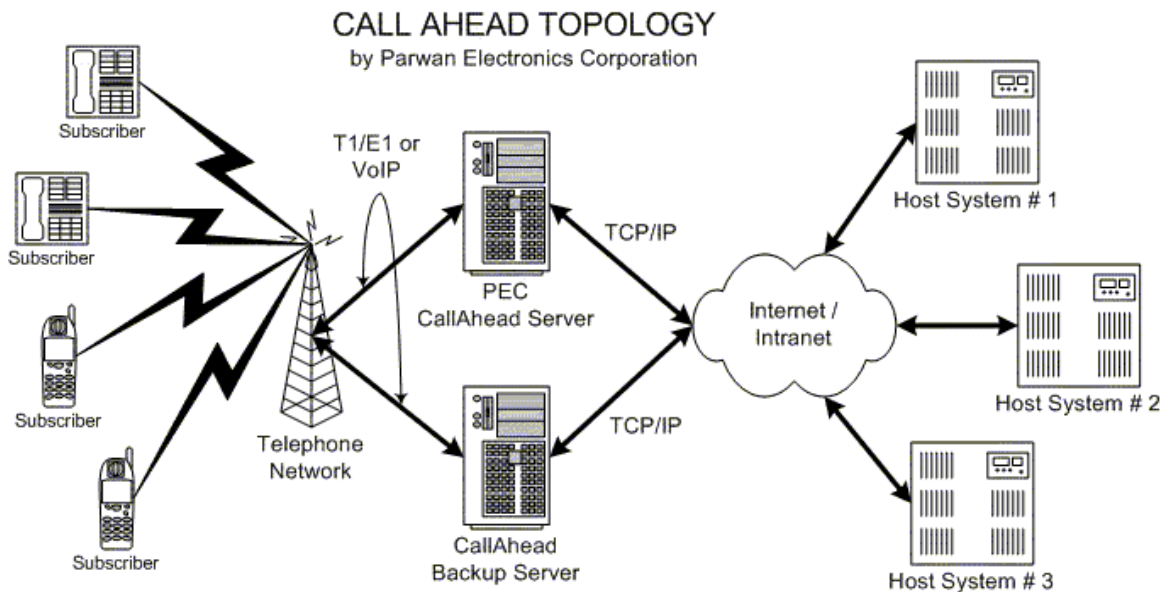 CALL AHEAD TOPOLOGY
by Parwan Electronics Corporation
Subscriber
Subscriber
Subscriber
Subscriber
Telephone
Network
T1/E1 or
VoIP
PEC
CallAhead Server
CallAhead
Backup Server
TCP/IP
TCP/IP
Internet /
Intranet
Host System # 1
Host System # 2
Host System # 3